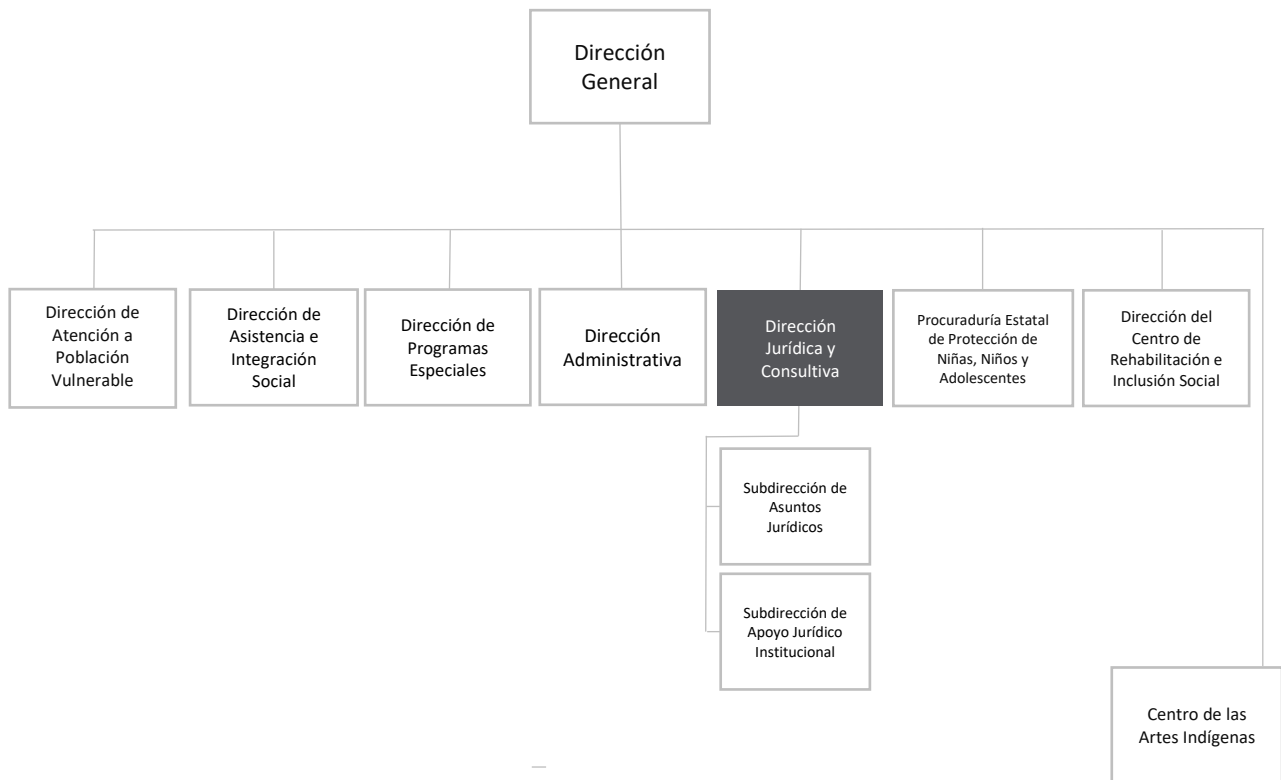 Dirección
General
Dirección de
Atención a
Población
Vulnerable
Dirección de
Asistencia e
Integración
Social
Dirección de
Programas
Especiales
Dirección
Administrativa
Dirección
Jurídica y
Consultiva
Procuraduría Estatal
de Protección de
Niñas, Niños y
Adolescentes
Dirección del
Centro de
Rehabilitación e
Inclusión Social
Subdirección de
Asuntos
Jurídicos
Subdirección de
Apoyo Jurídico
Institucional
Centro de las
Artes Indígenas